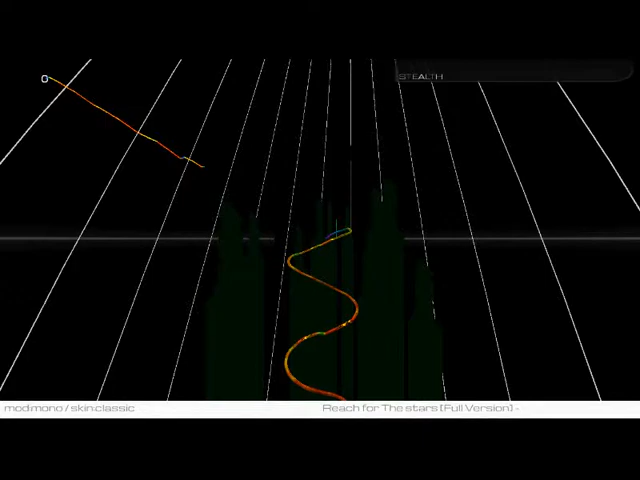 0
STEALTH
mod:mono / skin:classic
Reach for The stars [Full Version] -